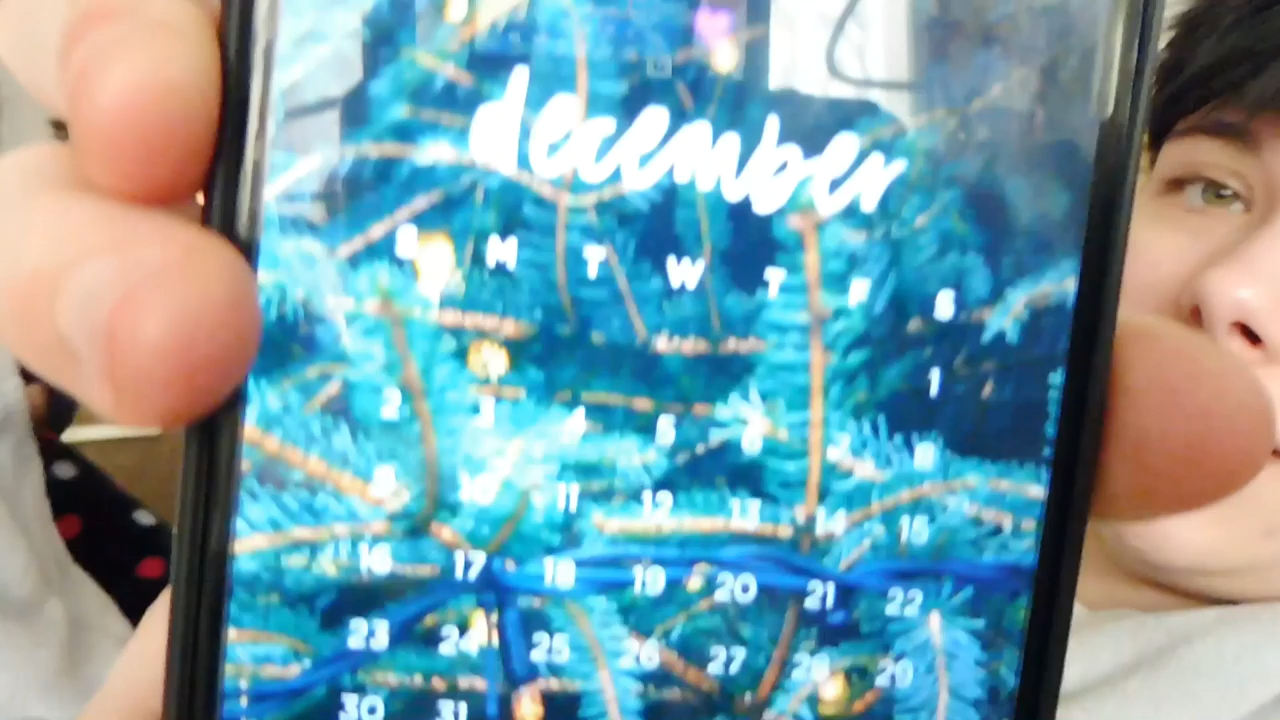 december
S M T W T F S
1
2 3 4 5 6 7 8
9 10 11 12 13 14 15
16 17 18 19 20 21 22
23 24 25 26 27 28 29
30 31